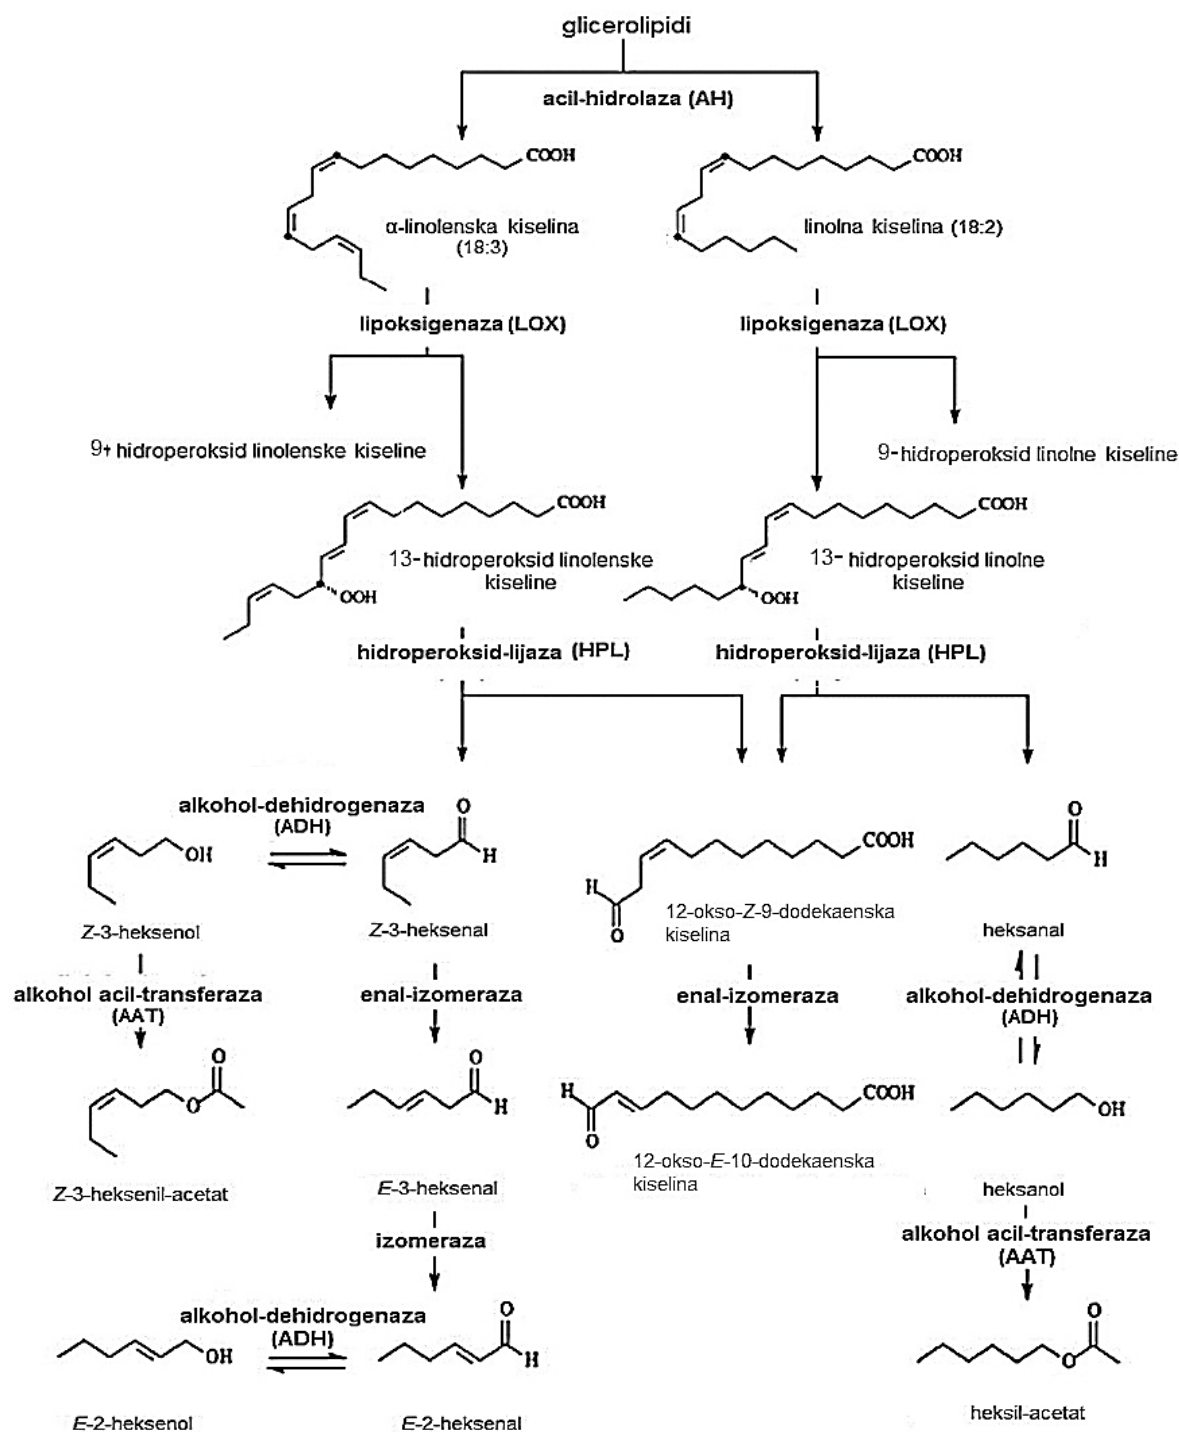 glicerolipidi
acil-hidrolaza (AH)
COOH
COOH
α-linolenska kiselina
(18:3)
linolna kiselina (18:2)
lipoksigenaza (LOX)
lipoksigenaza (LOX)
9- hidroperoksid linolenske kiseline
9-hidroperoksid linolne kiseline
COOH
COOH
13-hidroperoksid linolenske
kiseline
13- hidroperoksid linolne
kiseline
OOH
OOH
hidroperoksid-lijaza (HPL)
hidroperoksid-lijaza (HPL)
alkohol-dehidrogenaza
(ADH)
OH
O
H
COOH
H
O
O
H
Z-3-heksenol
Z-3-heksenal
12-okso-Z-9-dodekaenska
kiselina
heksanal
alkohol acil-transferaza
(AAT)
enal-izomeraza
enal-izomeraza
alkohol-dehidrogenaza
(ADH)
O
O
O
H
H
O
COOH
OH
Z-3-heksenil-acetat
E-3-heksenal
12-okso-E-10-dodekaenska
kiselina
heksanol
izomeraza
alkohol acil-transferaza
(AAT)
alkohol-dehidrogenaza
(ADH)
OH
O
H
O
O
E-2-heksenol
E-2-heksenal
heksil-acetat